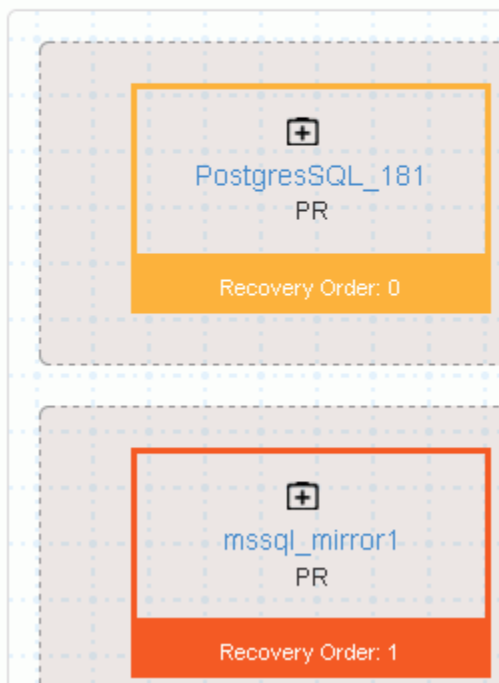 PostgresSQL_181
PR
Recovery Order: 0
mssql_mirror1
PR
Recovery Order: 1